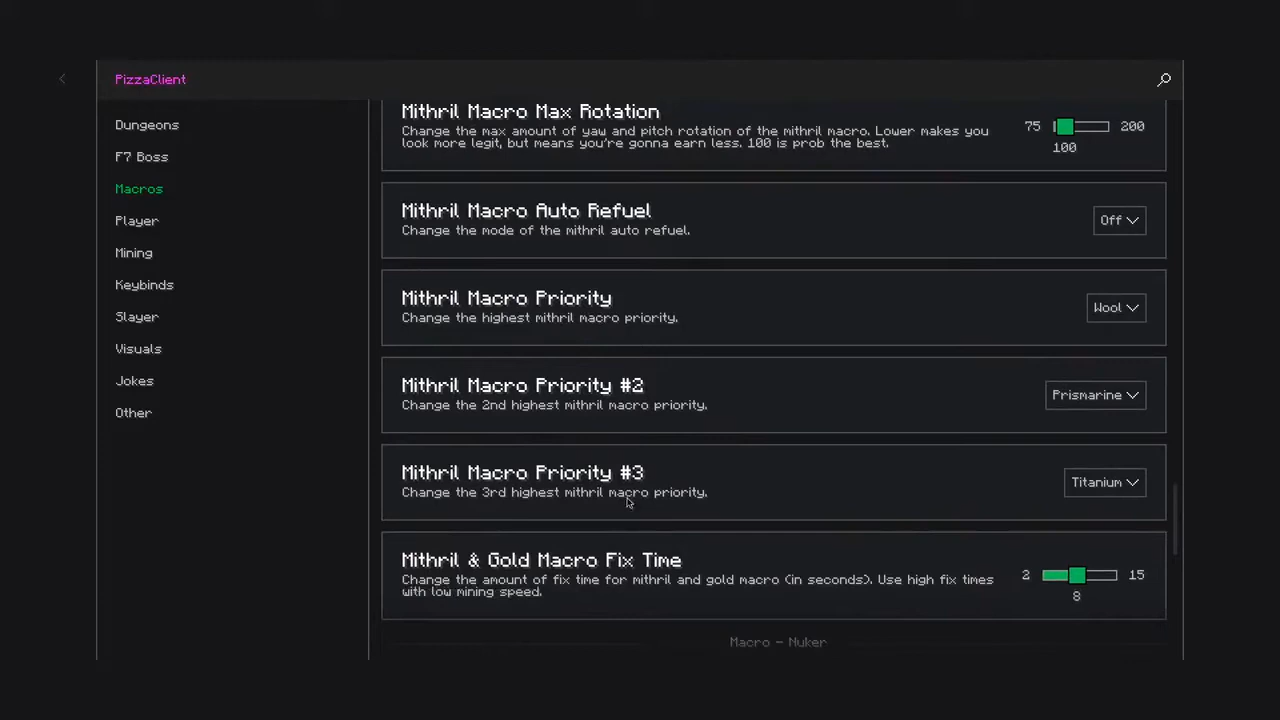 PizzaClient
Dungeons
F7 Boss
Macros
Player
Mining
Keybinds
Slayer
Visuals
Jokes
Other
Mithril Macro Max Rotation
Change the max amount of yaw and pitch rotation of the mithril macro. Lower makes you
look more legit, but means you're gonna earn less. 100 is prob the best.
75 200
100
Mithril Macro Auto Refuel
Change the mode of the mithril auto refuel.
Off
Mithril Macro Priority
Change the highest mithril macro priority.
Wool
Mithril Macro Priority #2
Change the 2nd highest mithril macro priority.
Prismarine
Mithril Macro Priority #3
Change the 3rd highest mithril macro priority.
Titanium
Mithril & Gold Macro Fix Time
Change the amount of fix time for mithril and gold macro (in seconds). Use high fix times
with low mining speed.
2 15
8
Macro - Nuker